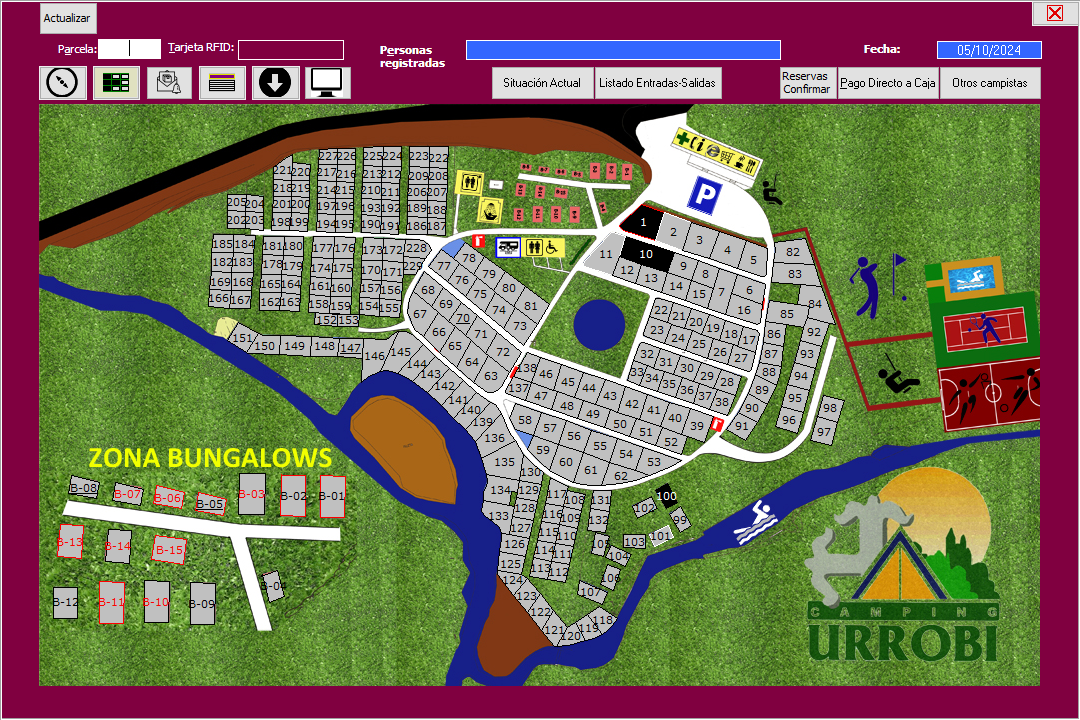 Actualizar
Parcela:
Tarjeta RFID:
Personas
registradas
Fecha:
05/10/2024
Situación Actual
Listado Entradas-Salidas
Reservas
Confirmar
Pago Directo a Caja
Otros campistas
227 226 225 224 223 222
221 220 217 216 213 212 209 208
218 219 214 215 210 211 206 207
205 204 201 200 197 196 193 192 189 188
202 203 198 199 194 195 190 191 186 187
185 184 181 180 177 176 173 172 228
182 183 178 179 174 175 170 171 229
169 168 165 164 161 160 157 156
166 167 162 163 158 159 154 155
152 153
151 150 149 148 147 146 145 144 143 142 141 140 139 136
P
1 2 3 4 5
11 10 9 8 6
12 13 14 15 7 16
82
83
84
85
86 92
87 93
88 94
89 95
90 96
91 98
97
78 79 80 81
77 76 75 74 73
68 69 70 71 72
67 66 65 64 63
22 21 20 19 18 17
23 24 25 26 27
32 31 30 29 28
33 34 35 36 37 38
138 46 45 44 43 42 41 40 39
137 47 48 49 50 51 52
58 57 56 55 54 53
59 60 61 62
135 130
134 129 117 108 131
133 128 116 109 132
127 115 110
126 114 111
125 113 112
124
123
122
121 120 119 118
102 100
99
103 101
105 104
106
107
ZONA BUNGALOWS
B-08 B-07 B-06 B-05 B-03 B-02 B-01
B-13 B-14 B-15
B-12 B-11 B-10 B-09 B-04
CAMPING
URROBI